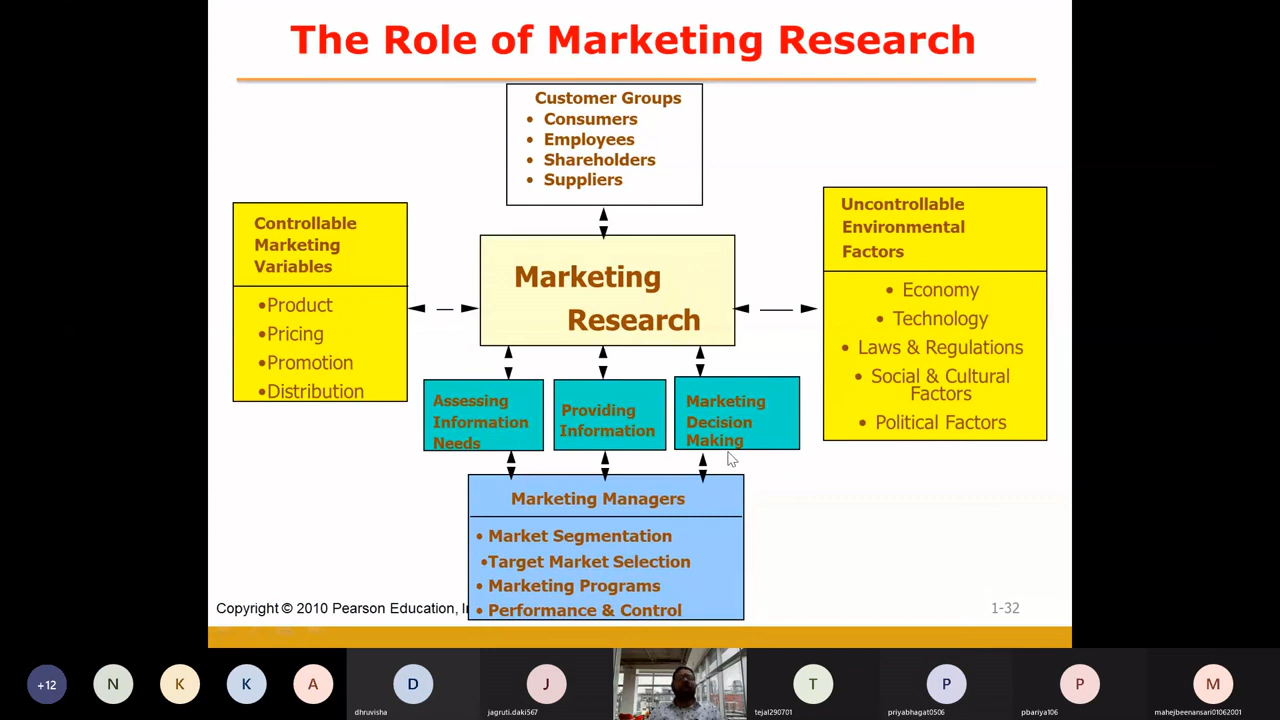 The Role of Marketing Research
Customer Groups
• Consumers
• Employees
• Shareholders
• Suppliers
Controllable
Marketing
Variables
•Product
•Pricing
•Promotion
•Distribution
Marketing
Research
Uncontrollable
Environmental
Factors
• Economy
• Technology
• Laws & Regulations
• Social & Cultural
Factors
• Political Factors
Assessing
Information
Needs
Providing
Information
Marketing
Decision
Making
Marketing Managers
• Market Segmentation
•Target Market Selection
• Marketing Programs
• Performance & Control
Copyright © 2010 Pearson Education, I
1-32
+12
N
K
K
A
D
dhruvisha
J
jagruti.daki567
T
tejal290701
P
priyabhagat0506
P
pbariya106
M
mahejbeenansari01062001